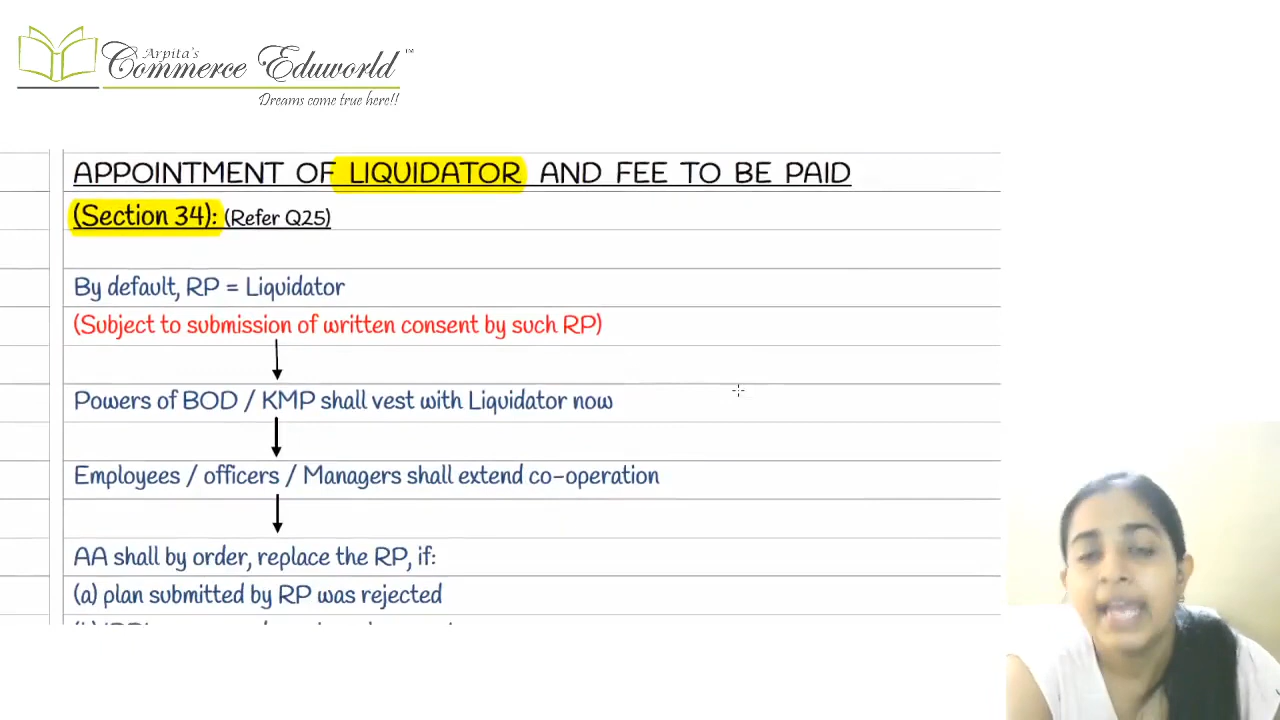 Arpita's
Commerce Eduworld™
Dreams come true here!!
APPOINTMENT OF LIQUIDATOR AND FEE TO BE PAID
(Section 34): (Refer Q25)
By default, RP = Liquidator
(Subject to submission of written consent by such RP)
Powers of BOD / KMP shall vest with Liquidator now
Employees / officers / Managers shall extend co-operation
AA shall by order, replace the RP, if:
(a) plan submitted by RP was rejected